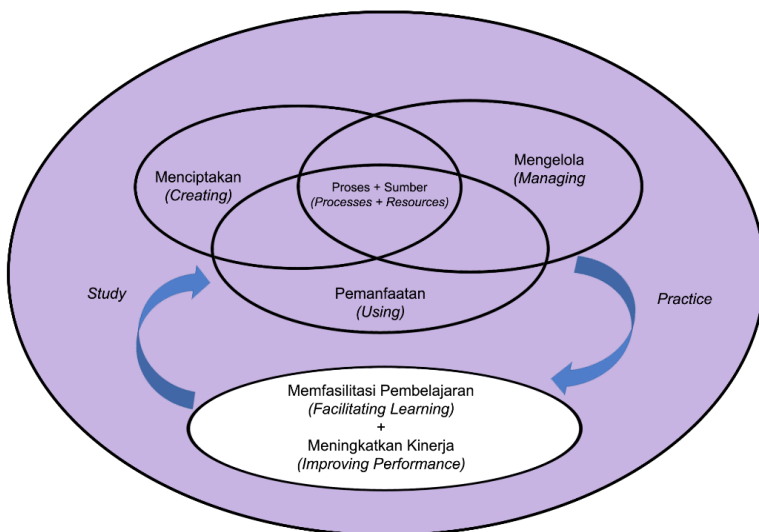 Menciptakan
(Creating)
Mengelola
(Managing
Proses + Sumber
(Processes + Resources)
Pemanfaatan
(Using)
Study
Practice
Memfasilitasi Pembelajaran
(Facilitating Learning)
+
Meningkatkan Kinerja
(Improving Performance)